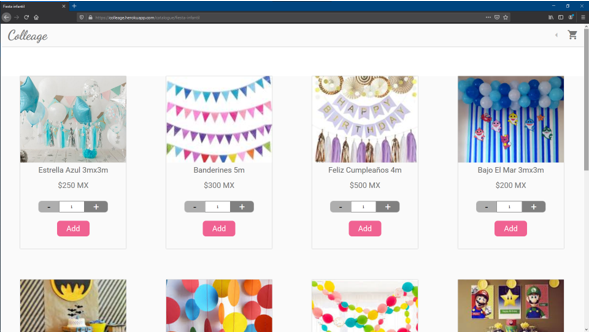 Fiesta Infantil
https://colleage.herokuapp.com/catalogue/fiesta-infantil
Colleage
HAPPY
BIRTHDAY
Estrella Azul 3mx3m
$250 MX
- 1 +
Add
Banderines 5m
$300 MX
- 1 +
Add
Feliz Cumpleaños 4m
$500 MX
- 1 +
Add
Bajo El Mar 3mx3m
$200 MX
- 1 +
Add